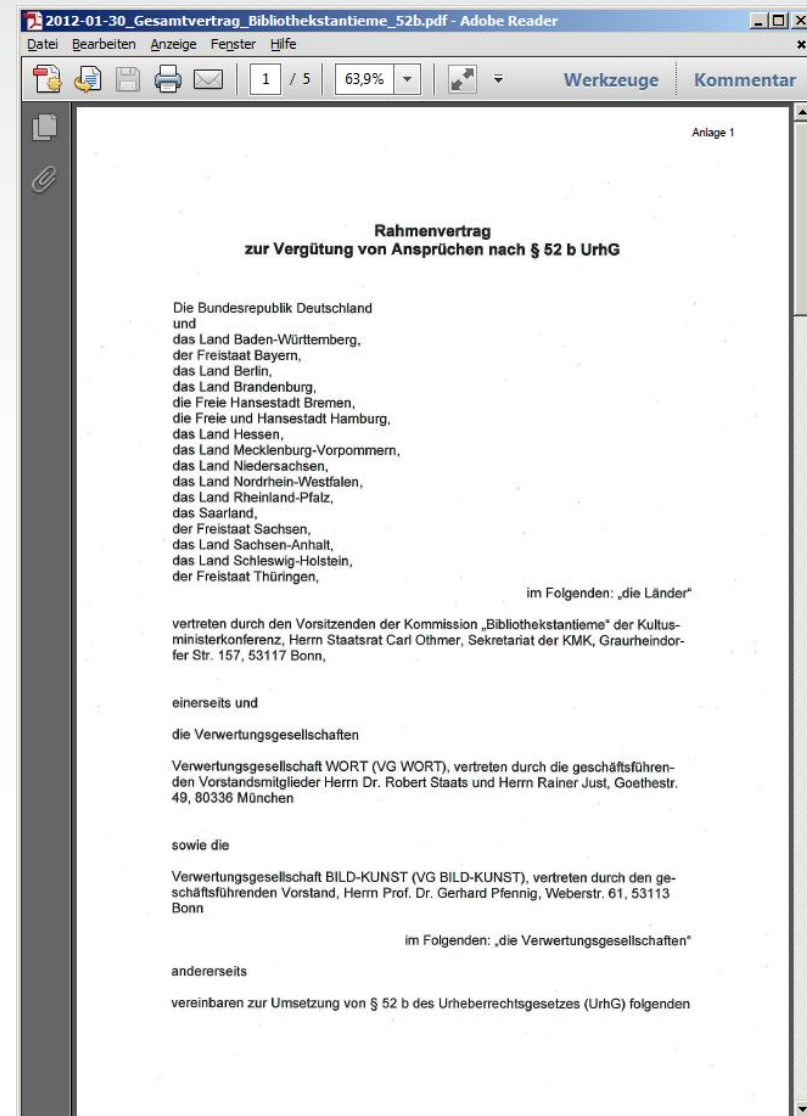 2012-01-30_Gesamtvertrag_Bibliothekstantieme_52b.pdf - Adobe Reader
Datei Bearbeiten Anzeige Fenster Hilfe
1 / 5 63,9% Werkzeuge Kommentar
Anlage 1
Rahmenvertrag
zur Vergütung von Ansprüchen nach § 52 b UrhG
Die Bundesrepublik Deutschland
und
das Land Baden-Württemberg,
der Freistaat Bayern,
das Land Berlin,
das Land Brandenburg,
die Freie Hansestadt Bremen,
die Freie und Hansestadt Hamburg,
das Land Hessen,
das Land Mecklenburg-Vorpommern,
das Land Niedersachsen,
das Land Nordrhein-Westfalen,
das Land Rheinland-Pfalz,
das Saarland,
der Freistaat Sachsen,
das Land Sachsen-Anhalt,
das Land Schleswig-Holstein,
der Freistaat Thüringen,
im Folgenden: „die Länder“
vertreten durch den Vorsitzenden der Kommission „Bibliothekstantieme“ der Kultus-
ministerkonferenz, Herrn Staatsrat Carl Othmer, Sekretariat der KMK, Graurheindor-
fer Str. 157, 53117 Bonn,
einerseits und
die Verwertungsgesellschaften
Verwertungsgesellschaft WORT (VG WORT), vertreten durch die geschäftsführen-
den Vorstandsmitglieder Herrn Dr. Robert Staats und Herrn Rainer Just, Goethestr.
49, 80336 München
sowie die
Verwertungsgesellschaft BILD-KUNST (VG BILD-KUNST), vertreten durch den ge-
schäftsführenden Vorstand, Herrn Prof. Dr. Gerhard Pfennig, Weberstr. 61, 53113
Bonn
im Folgenden: „die Verwertungsgesellschaften“
andererseits
vereinbaren zur Umsetzung von § 52 b des Urheberrechtsgesetzes (UrhG) folgenden